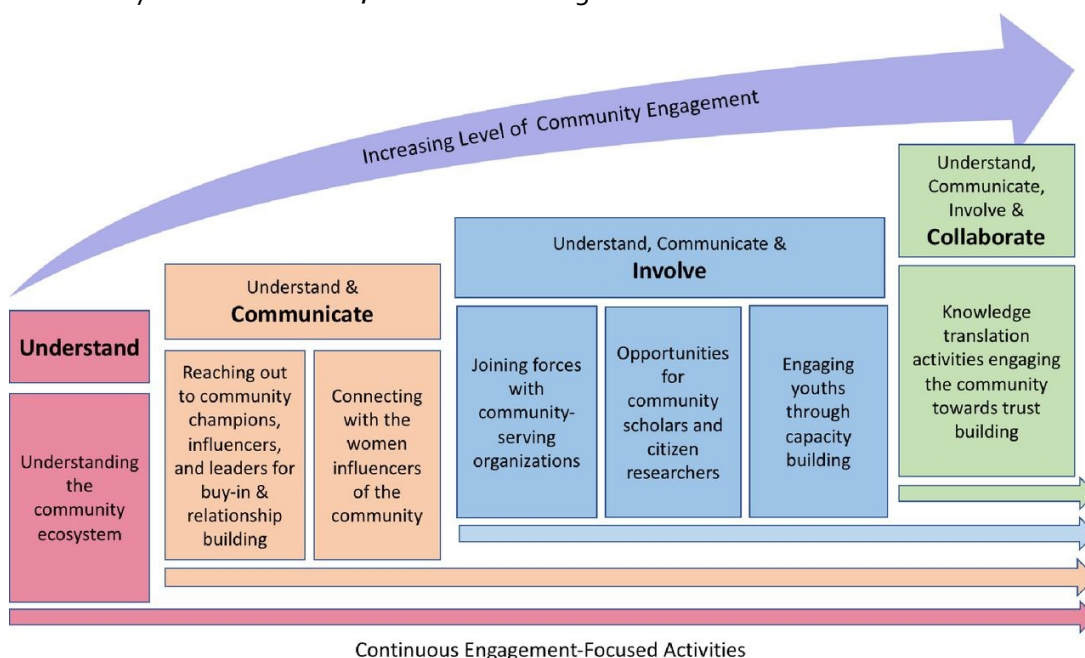 Increasing Level of Community Engagement
Understand
Understanding
the
community
ecosystem
Understand &
Communicate
Reaching out
to community
champions,
influencers,
and leaders for
buy-in &
relationship
building
Connecting
with the
women
influencers
of the
community
Understand, Communicate &
Involve
Joining forces
with
community-
serving
organizations
Opportunities
for
community
scholars and
citizen
researchers
Engaging
youths
through
capacity
building
Understand,
Communicate,
Involve &
Collaborate
Knowledge
translation
activities engaging
the community
towards trust
building
Continuous Engagement-Focused Activities